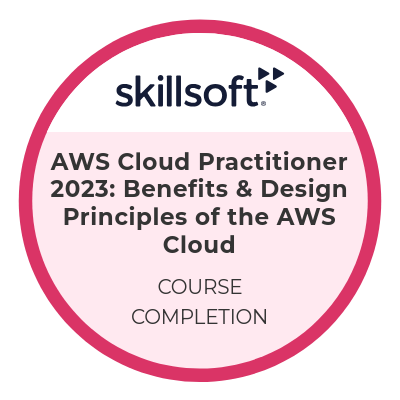 skillsoft®
AWS Cloud Practitioner
2023: Benefits & Design
Principles of the AWS
Cloud
COURSE
COMPLETION